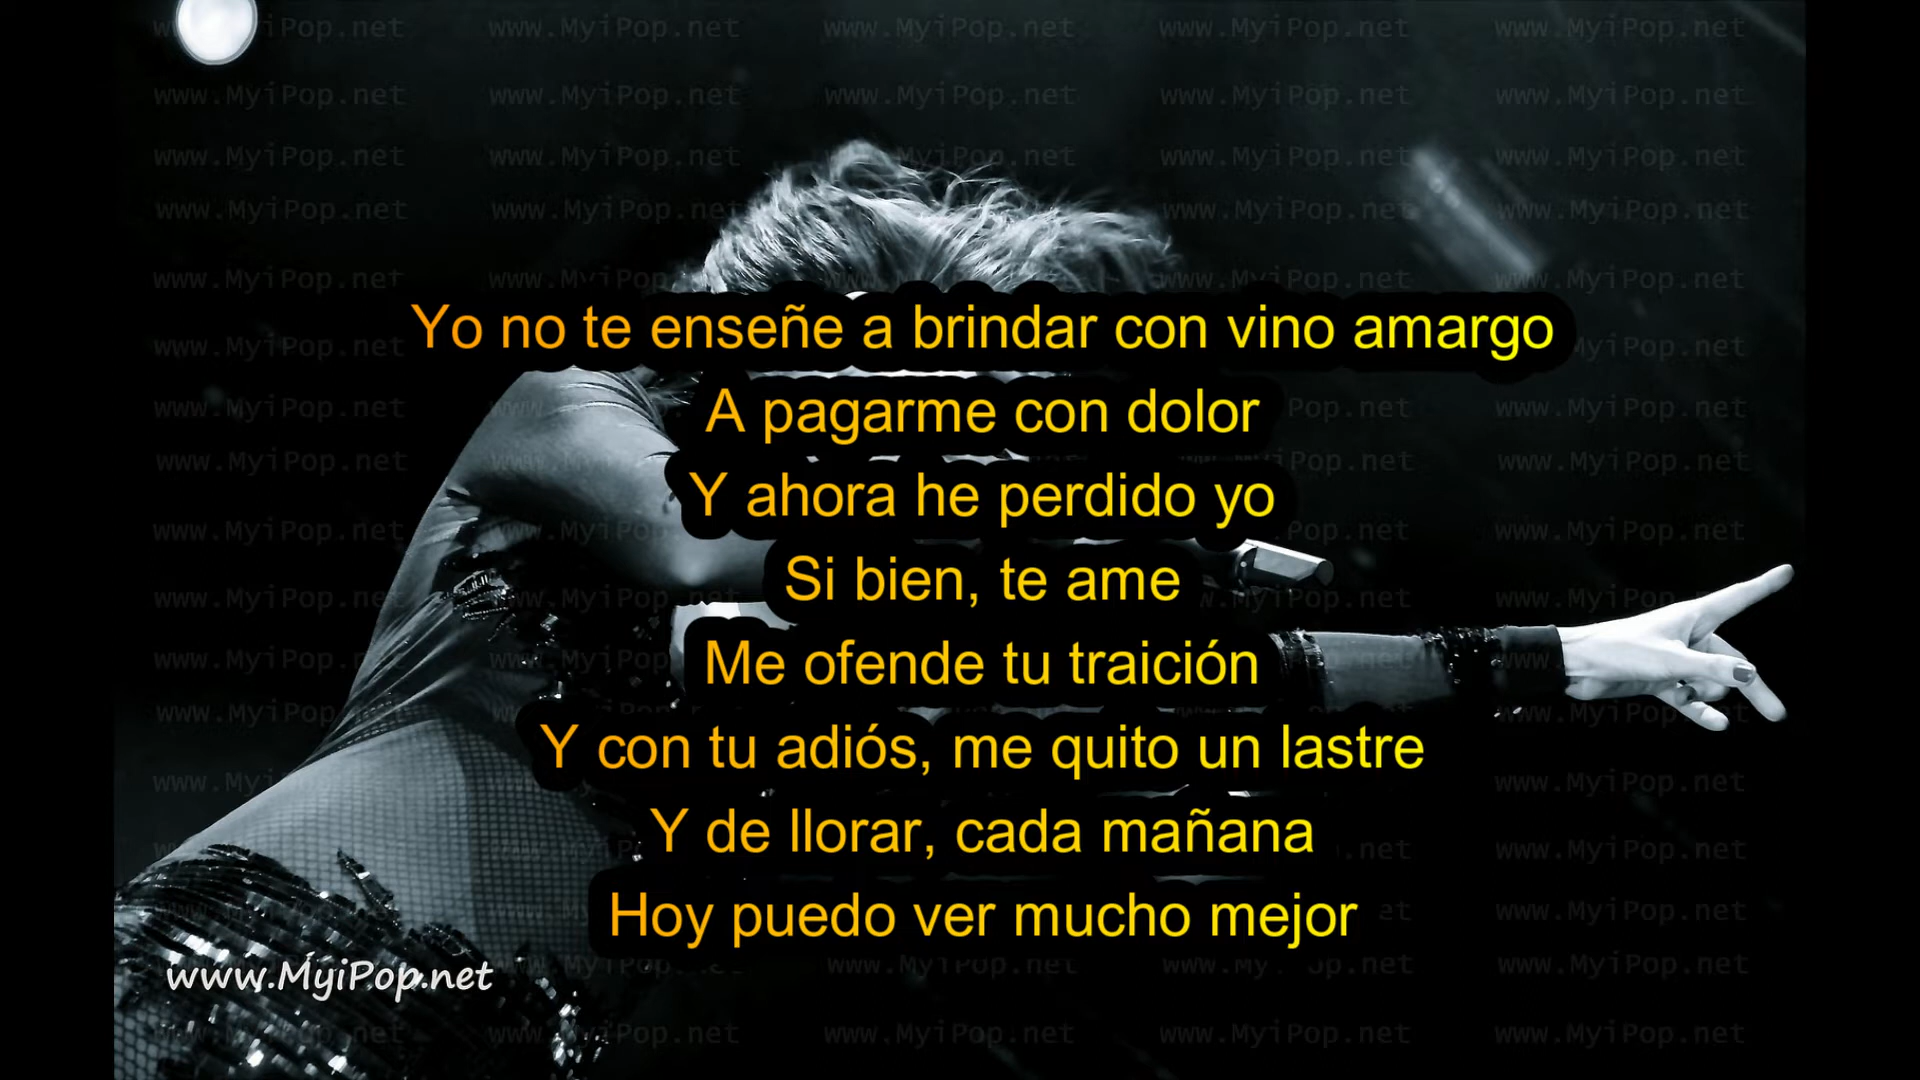 Yo no te enseñe a brindar con vino amargo
A pagarme con dolor
Y ahora he perdido yo
Si bien, te ame
Me ofende tu traición
Y con tu adiós, me quito un lastre
Y de llorar, cada mañana
Hoy puedo ver mucho mejor
www.MyiPop.net